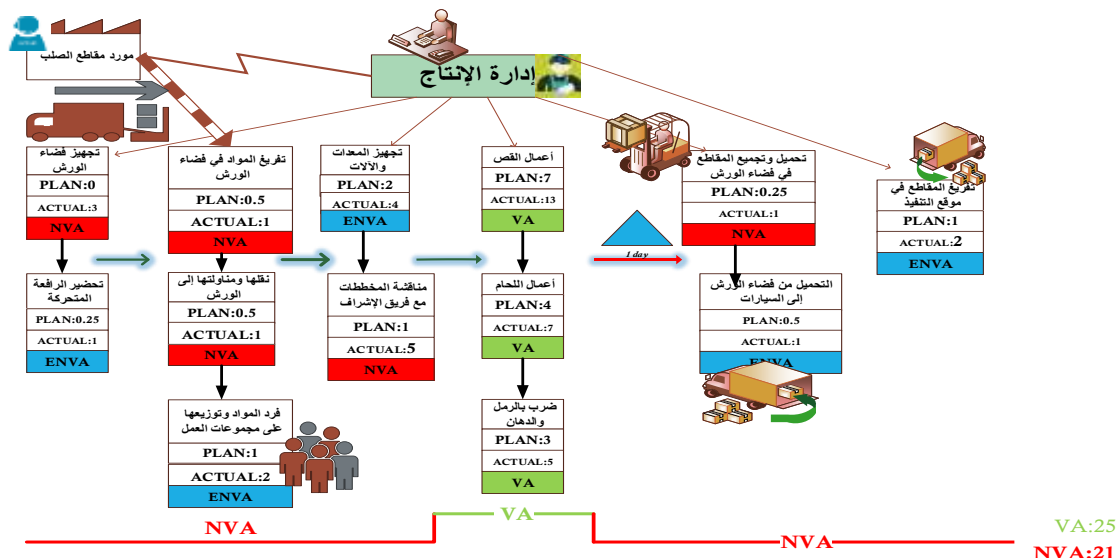 مورد مقاطع الصلب
إدارة الإنتاج
تجهيز فضاء
الورش
PLAN:0
ACTUAL:3
NVA
تحضير الرافعة
المتحركة
PLAN:0.25
ACTUAL:1
ENVA
تفريغ المواد في فضاء
الورش
PLAN:0.5
ACTUAL:1
NVA
نقلها ومناولتها إلى
الورش
PLAN:0.5
ACTUAL:1
NVA
فرد المواد وتوزيعها
على مجموعات العمل
PLAN:1
ACTUAL:2
ENVA
تجهيز المعدات
والآلات
PLAN:2
ACTUAL:4
ENVA
مناقشة المخططات
مع فريق الإشراف
PLAN:1
ACTUAL:5
NVA
أعمال القص
PLAN:7
ACTUAL:13
VA
أعمال اللحام
PLAN:4
ACTUAL:7
VA
ضرب بالرمل
والدهان
PLAN:3
ACTUAL:5
VA
1 day
تحميل وتجميع المقاطع
في فضاء الورش
PLAN:0.25
ACTUAL:1
NVA
التحميل من فضاء الورش
إلى السيارات
PLAN:0.5
ACTUAL:1
ENVA
تفريغ المقاطع في
موقع التنفيذ
PLAN:1
ACTUAL:2
ENVA
NVA
VA
NVA
VA:25
NVA:21